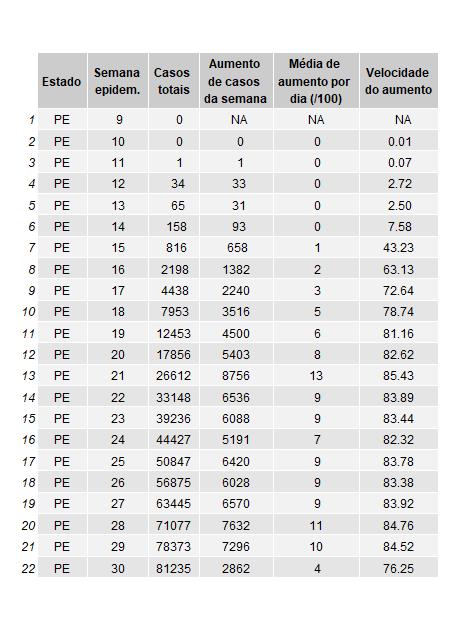 Estado Semana epidem. Casos totais Aumento de casos da semana Média de aumento por dia (/100) Velocidade do aumento
1 PE 9 0 NA NA NA
2 PE 10 0 0 0 0.01
3 PE 11 1 1 0 0.07
4 PE 12 34 33 0 2.72
5 PE 13 65 31 0 2.50
6 PE 14 158 93 0 7.58
7 PE 15 816 658 1 43.23
8 PE 16 2198 1382 2 63.13
9 PE 17 4438 2240 3 72.64
10 PE 18 7953 3516 5 78.74
11 PE 19 12453 4500 6 81.16
12 PE 20 17856 5403 8 82.62
13 PE 21 26612 8756 13 85.43
14 PE 22 33148 6536 9 83.89
15 PE 23 39236 6088 9 83.44
16 PE 24 44427 5191 7 82.32
17 PE 25 50847 6420 9 83.78
18 PE 26 56875 6028 9 83.38
19 PE 27 63445 6570 9 83.92
20 PE 28 71077 7632 11 84.76
21 PE 29 78373 7296 10 84.52
22 PE 30 81235 2862 4 76.25